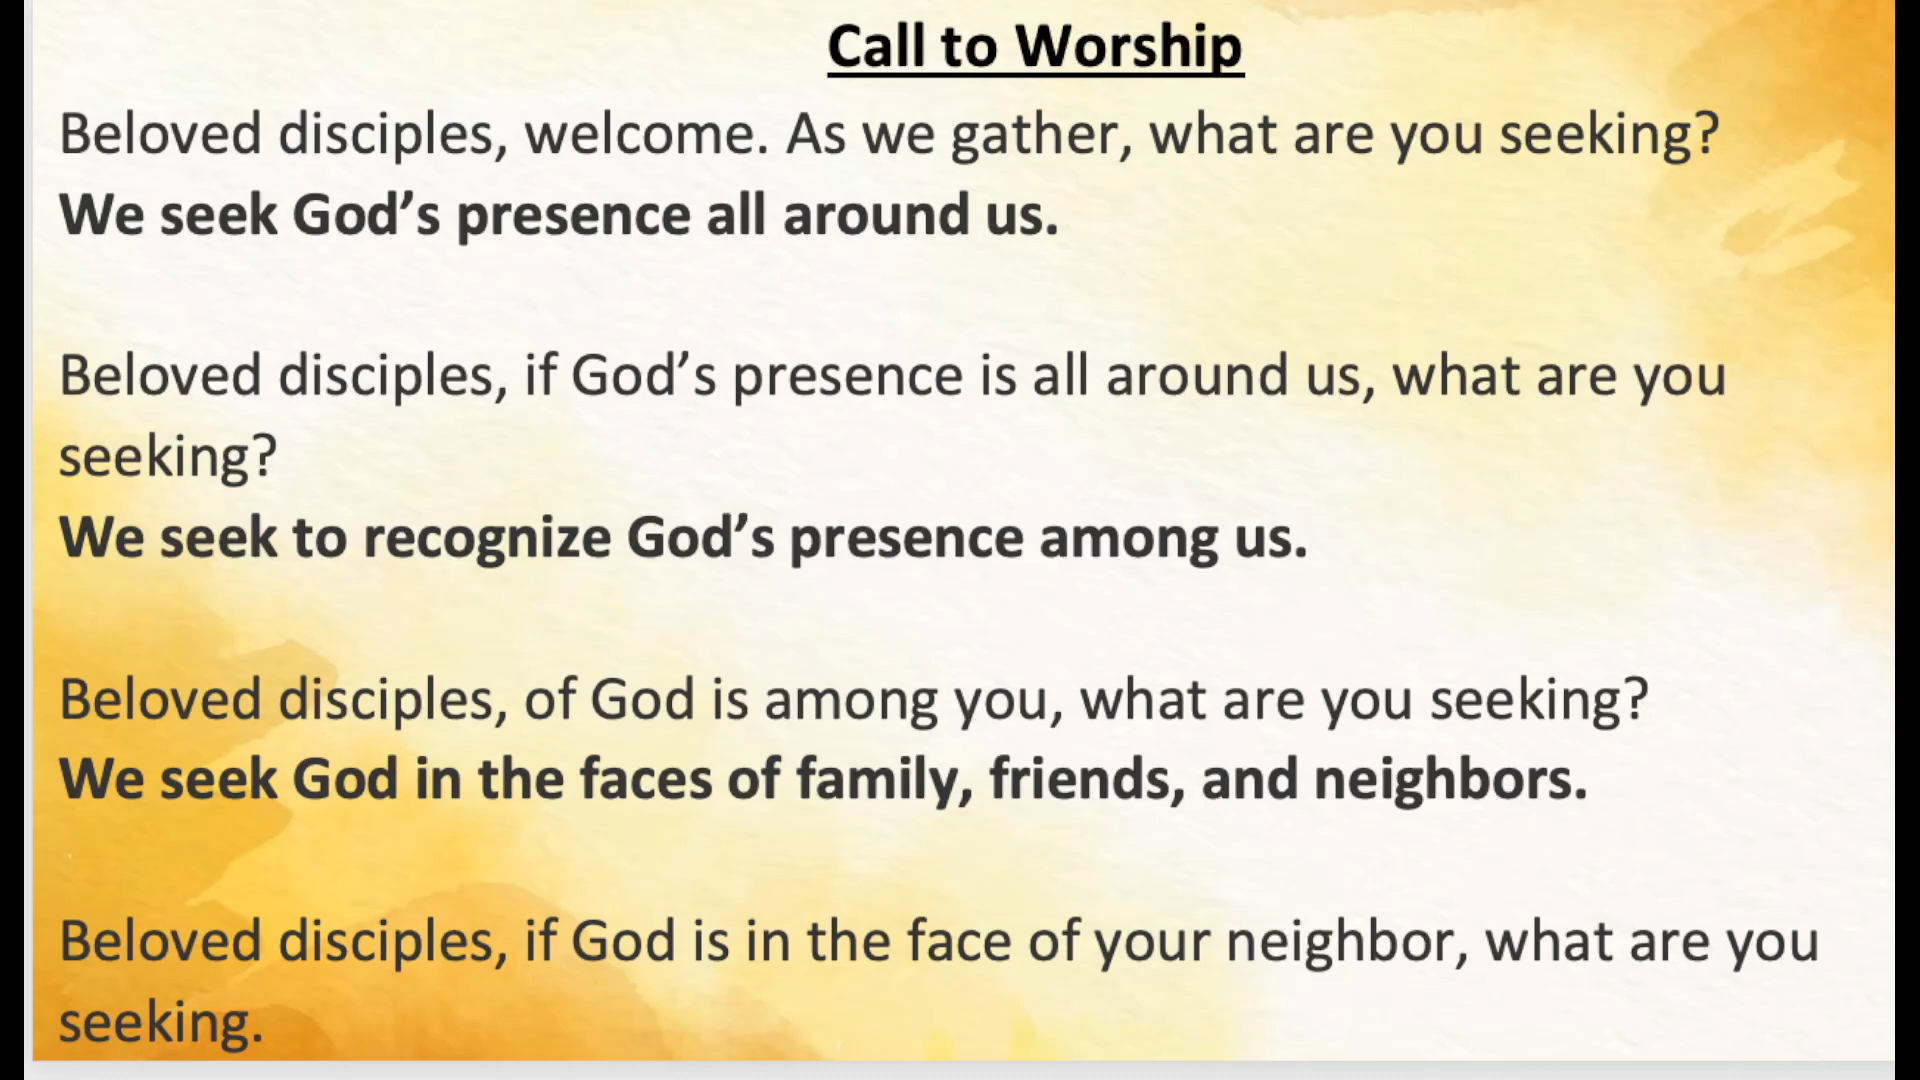 Call to Worship
Beloved disciples, welcome. As we gather, what are you seeking?
We seek God’s presence all around us.
Beloved disciples, if God’s presence is all around us, what are you
seeking?
We seek to recognize God’s presence among us.
Beloved disciples, of God is among you, what are you seeking?
We seek God in the faces of family, friends, and neighbors.
Beloved disciples, if God is in the face of your neighbor, what are you
seeking.